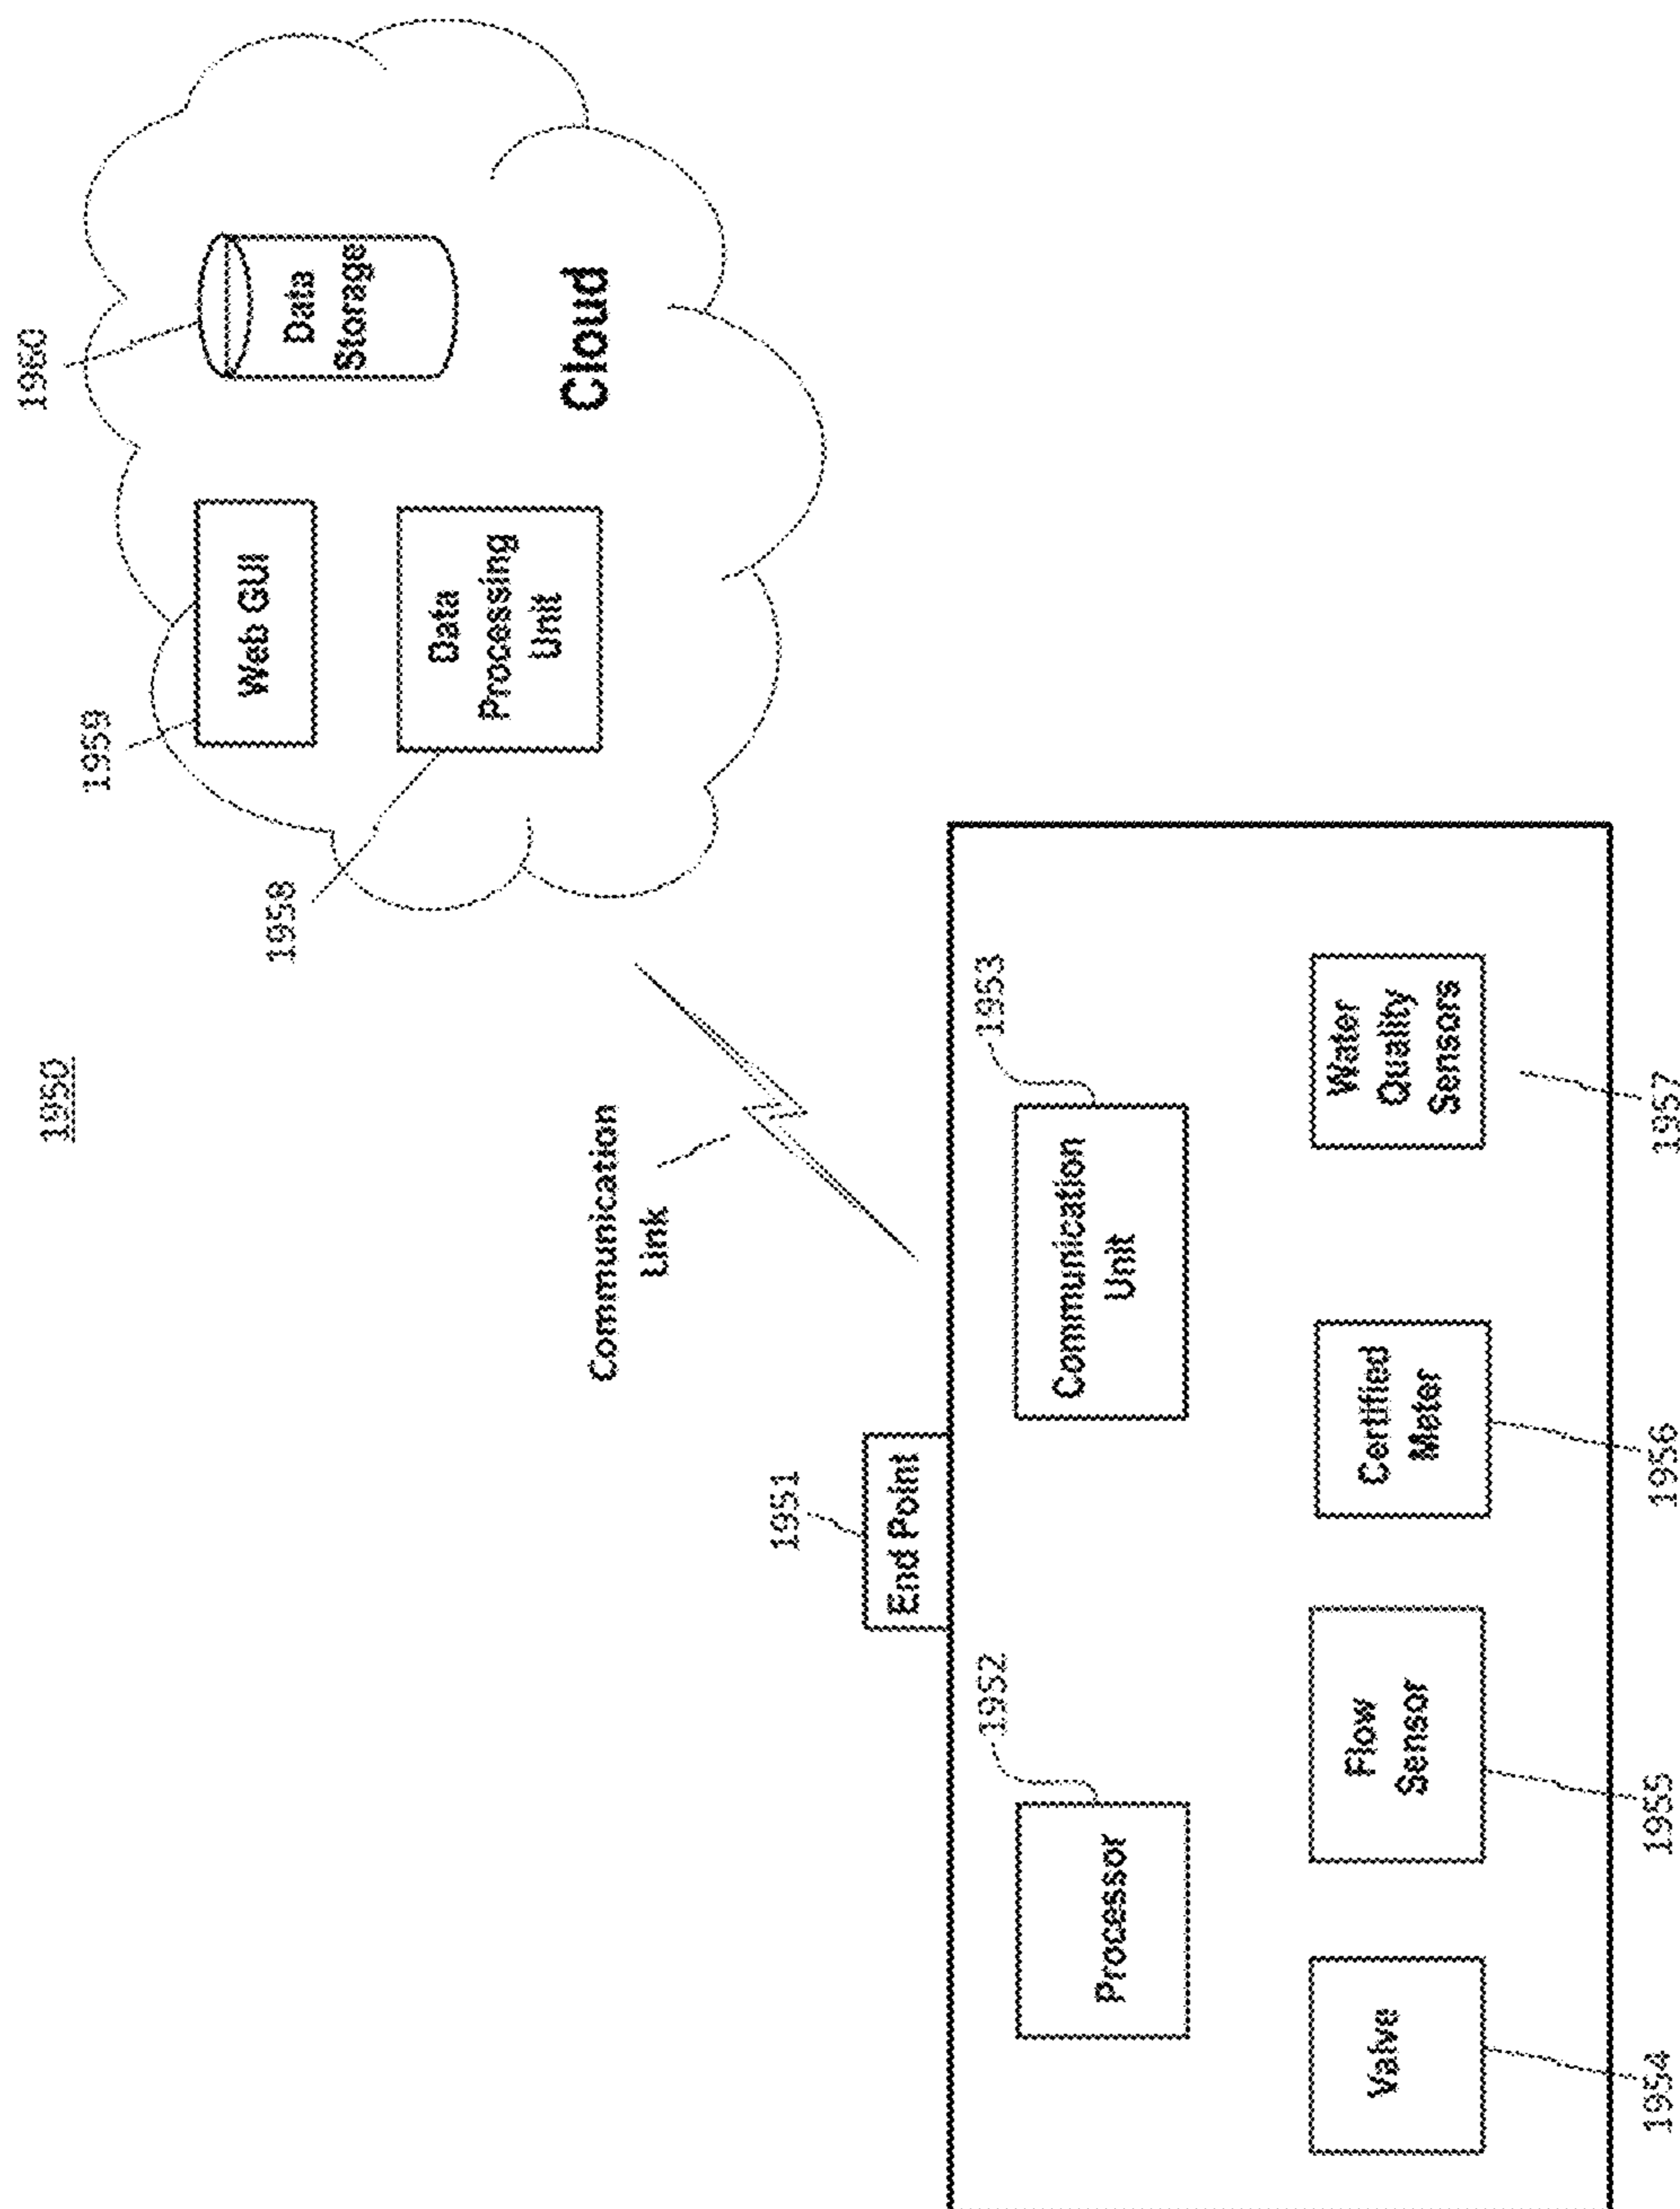 1950
1960
1959
Web GUI
Data
Storage
1958
Data
Processing
Unit
Cloud
Communication
Link
1951
End Point
1952
1953
Processor
Communication
Unit
Valve
Flow
Sensor
Certified
Meter
Water
Quality
Sensors
1954
1955
1956
1957